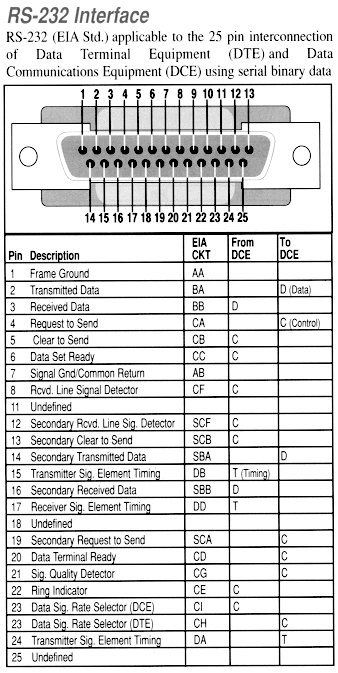 RS-232 Interface
RS-232 (EIA Std.) applicable to the 25 pin interconnection
of Data Terminal Equipment (DTE) and Data
Communications Equipment (DCE) using serial binary data
1 2 3 4 5 6 7 8 9 10 11 12 13
14 15 16 17 18 19 20 21 22 23 24 25
Pin Description EIA CKT From DCE To DCE
1 Frame Ground AA
2 Transmitted Data BA D (Data)
3 Received Data BB D
4 Request to Send CA C (Control)
5 Clear to Send CB C
6 Data Set Ready CC C
7 Signal Gnd/Common Return AB
8 Rcvd. Line Signal Detector CF C
11 Undefined
12 Secondary Rcvd. Line Sig. Detector SCF C
13 Secondary Clear to Send SCB C
14 Secondary Transmitted Data SBA D
15 Transmitter Sig. Element Timing DB T (Timing)
16 Secondary Received Data SBB D
17 Receiver Sig. Element Timing DD T
18 Undefined
19 Secondary Request to Send SCA C
20 Data Terminal Ready CD C
21 Sig. Quality Detector CG C
22 Ring Indicator CE C
23 Data Sig. Rate Selector (DCE) CI C
23 Data Sig. Rate Selector (DTE) CH C
24 Transmitter Sig. Element Timing DA T
25 Undefined